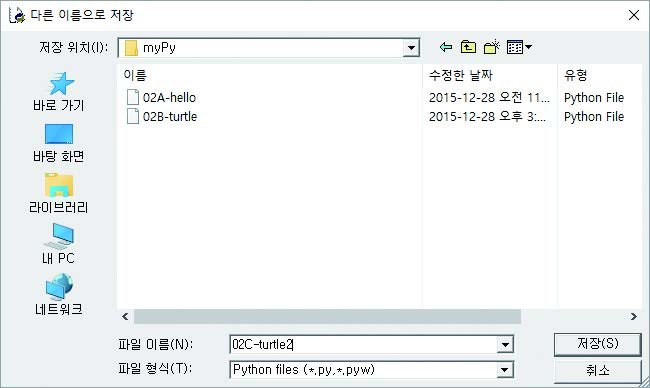 다른 이름으로 저장
저장 위치(I): myPy
이름 수정한 날짜 유형
02A-hello 2015-12-28 오전 11... Python File
02B-turtle 2015-12-28 오후 3:... Python File
바로 가기
바탕 화면
라이브러리
내 PC
네트워크
파일 이름(N): 02C-turtle2 저장(S)
파일 형식(T): Python files (*.py,*.pyw) 취소